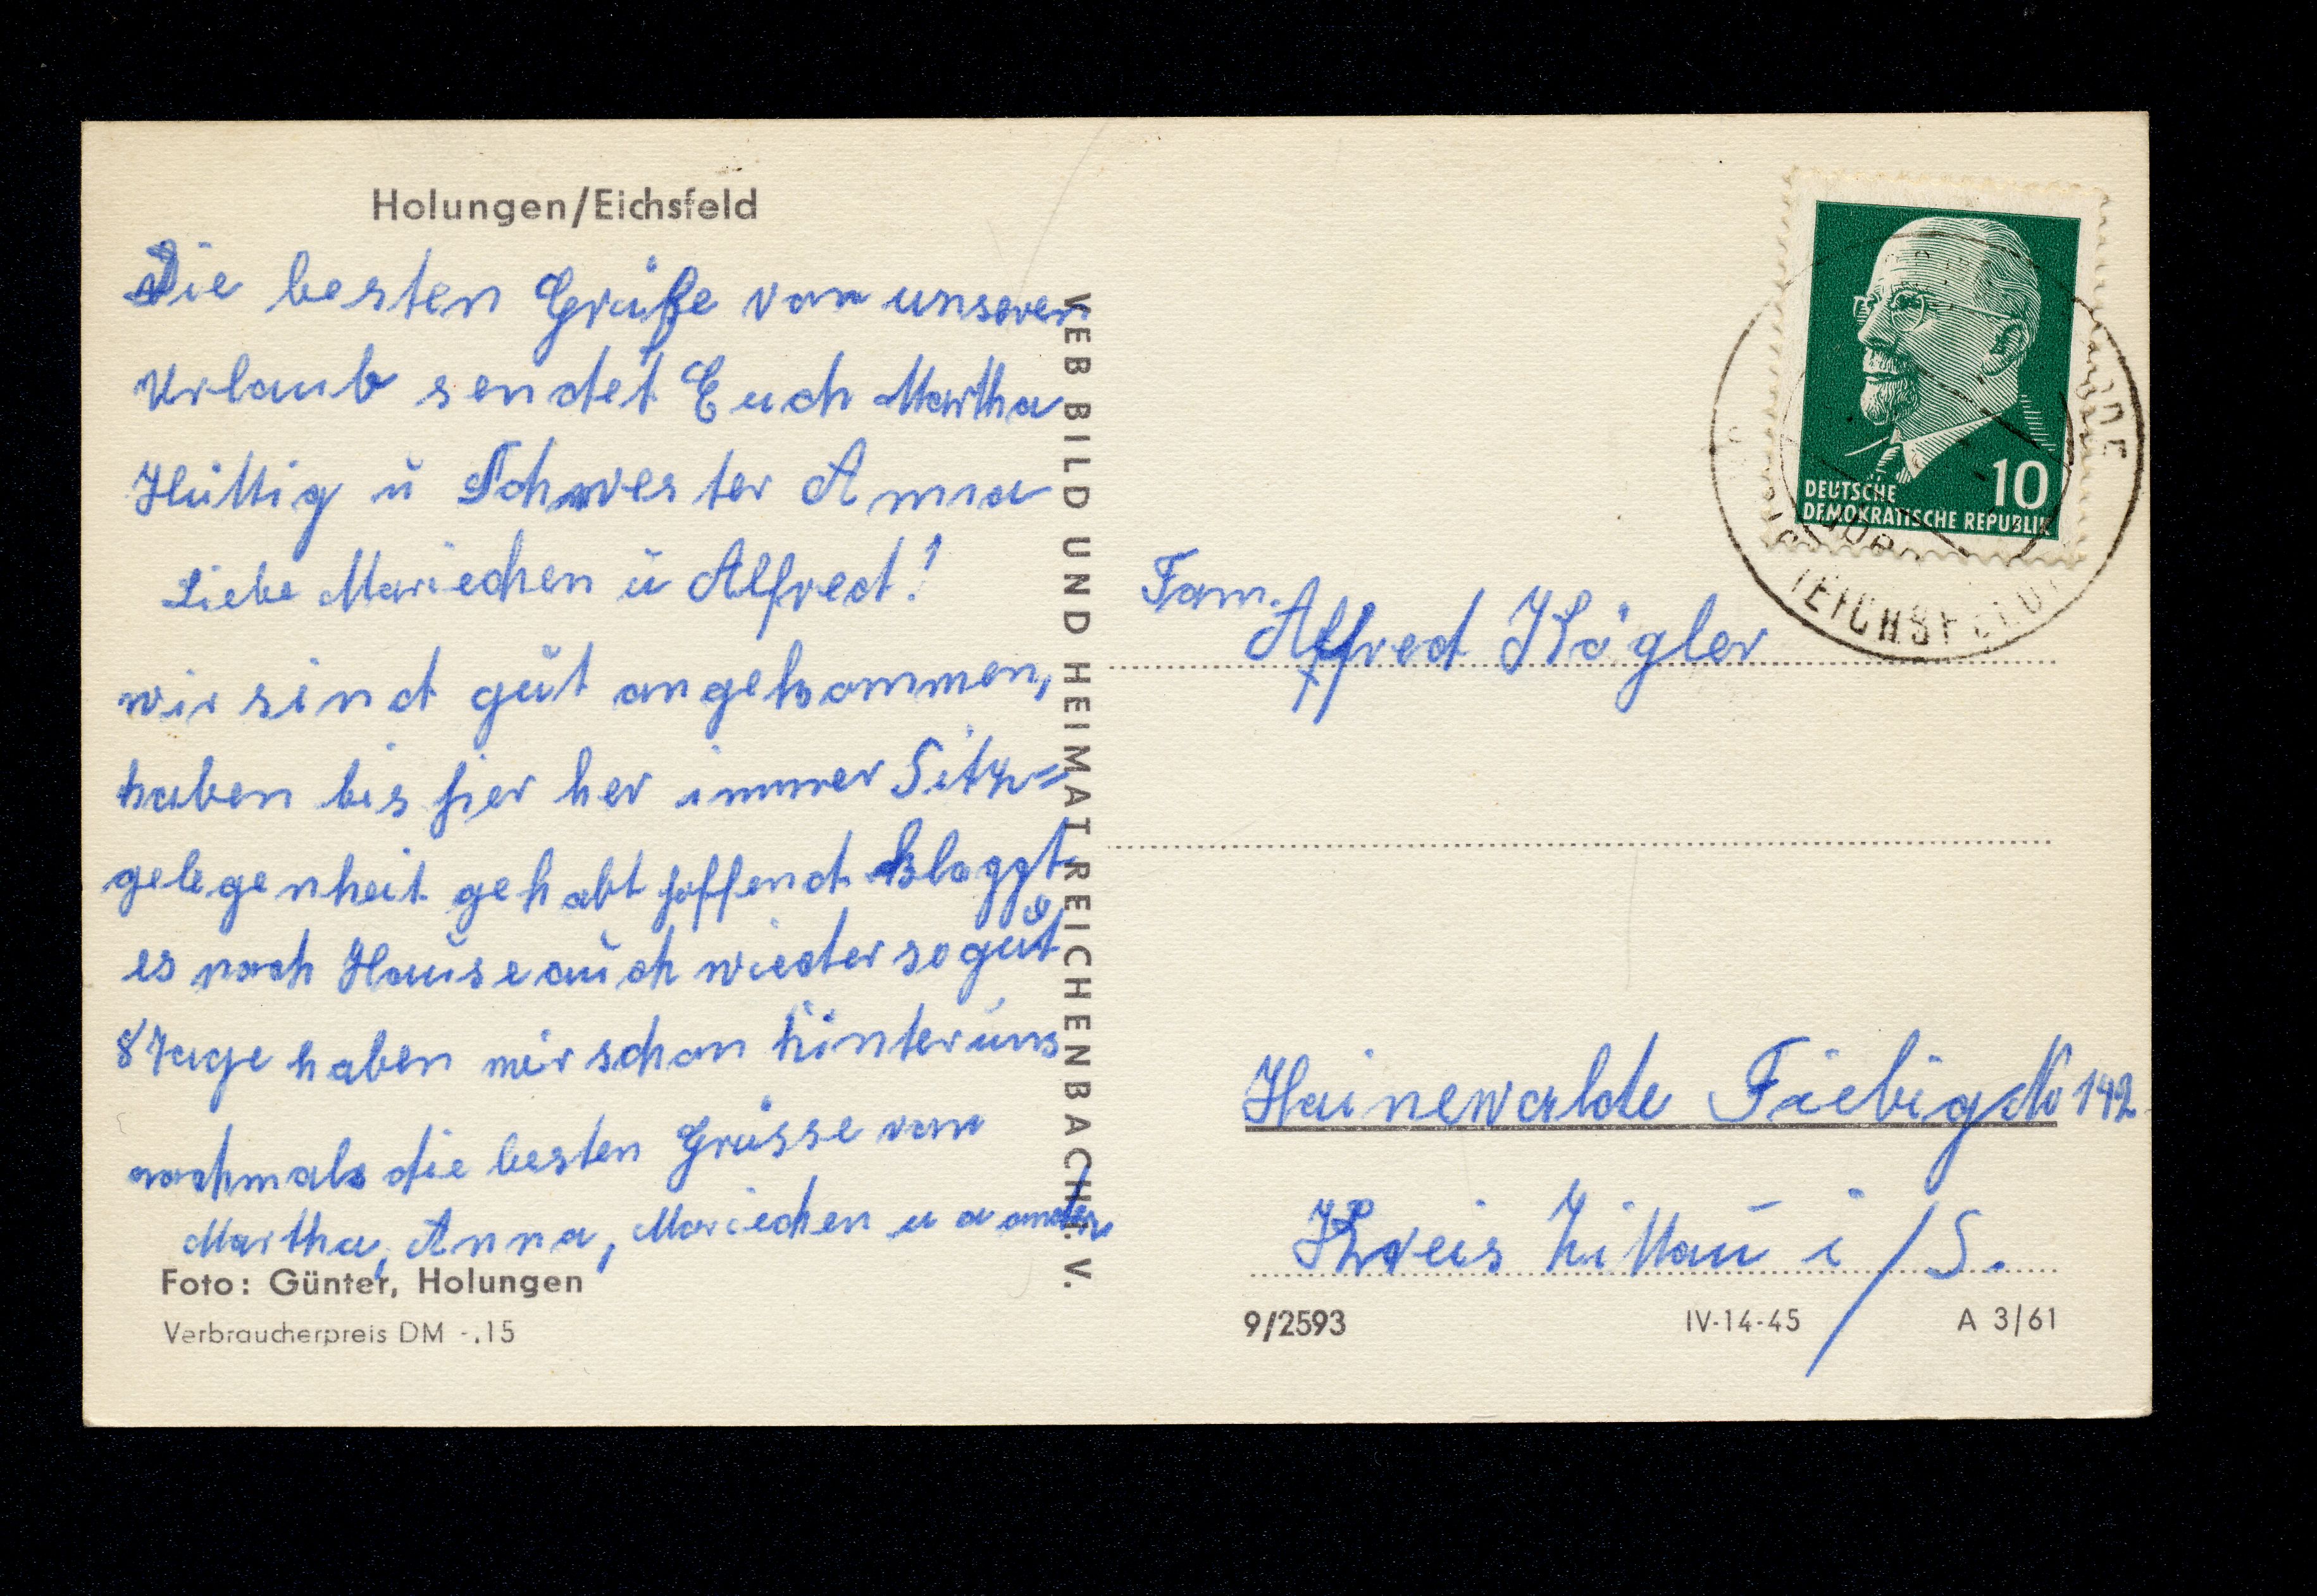 Holungen/Eichsfeld
Die besten Grüße von unseren
Urlaub sendet Euch Martha
Hüttig u Schwester Anna
Liebe Mariechen u Alfred!
wir sind gut angekommen,
haben bis hier her immer Sitz=
gelegenheit gehabt hoffend klaggt
es nach Hause auch wieder so gut
8 Tage haben wir schon hinter uns
nochmals die besten Grüsse von
Martha, Anna, Mariechen u a
Foto: Günter, Holungen
Verbraucherpreis DM -.15
VEB BILD UND HEIMAT REICHENBACH I. V.
DEUTSCHE
DEMOKRATISCHE REPUBLIK
10
EICHSFELD
Fam.
Alfred Kögler
Hainewalde Fiebig No 142
Kreis Zittau i/S.
9/2593
IV-14-45
A 3/61